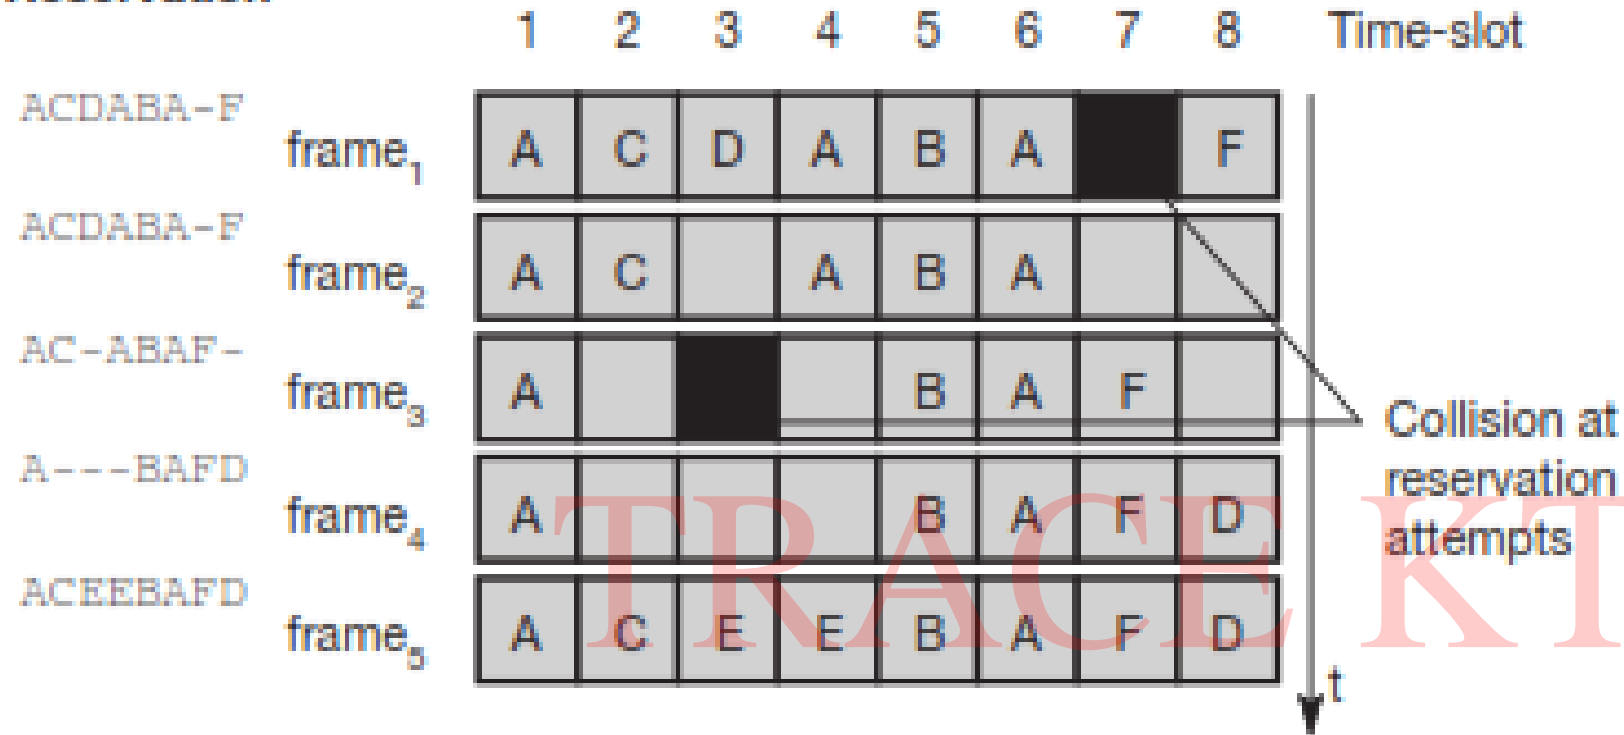 1 2 3 4 5 6 7 8 Time-slot
ACDABA-F
frame1 A C D A B A F
ACDABA-F
frame2 A C A B A
AC-ABAF-
frame3 A B A F
Collision at
reservation
attempts
A---BAFD
frame4 A B A F D
ACEEBAFD
frame5 A C E E B A F D
t
TRACE KT